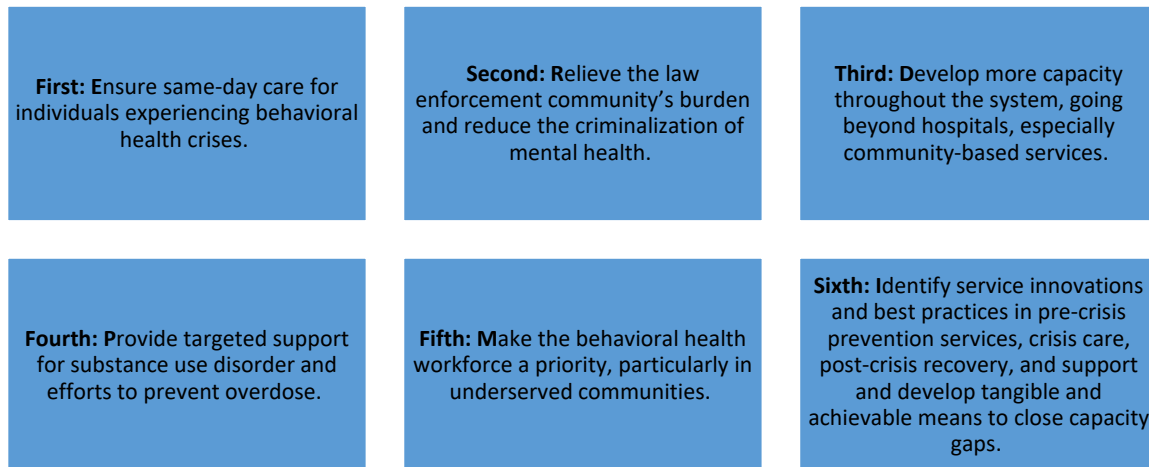 First: Ensure same-day care for
individuals experiencing behavioral
health crises.
Second: Relieve the law
enforcement community’s burden
and reduce the criminalization of
mental health.
Third: Develop more capacity
throughout the system, going
beyond hospitals, especially
community-based services.
Fourth: Provide targeted support
for substance use disorder and
efforts to prevent overdose.
Fifth: Make the behavioral health
workforce a priority, particularly in
underserved communities.
Sixth: Identify service innovations
and best practices in pre-crisis
prevention services, crisis care,
post-crisis recovery, and support
and develop tangible and
achievable means to close capacity
gaps.